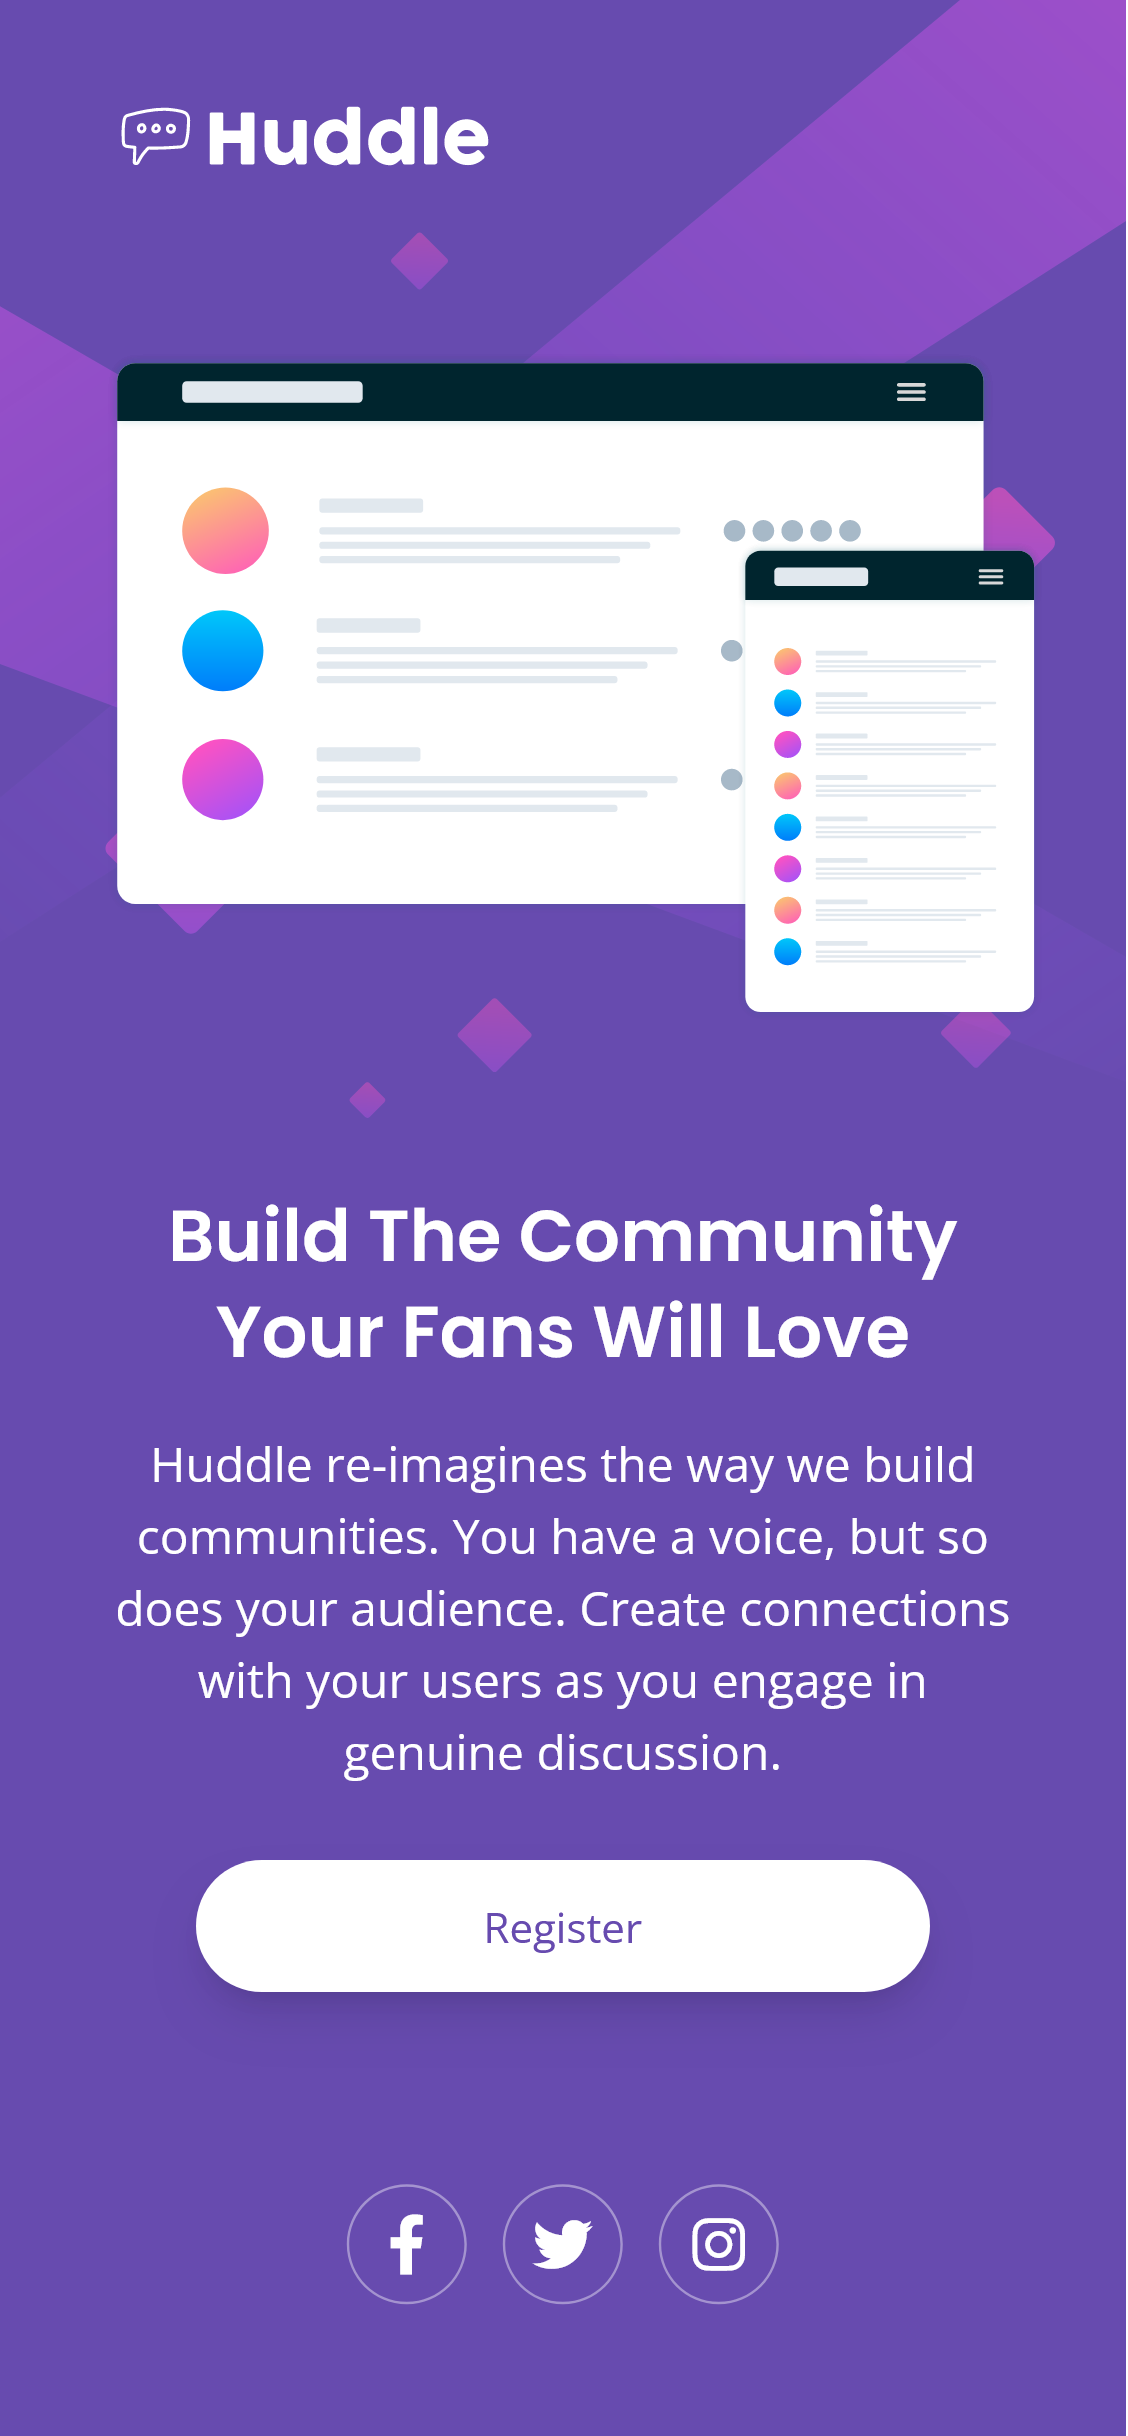 Huddle
Build The Community
Your Fans Will Love
Huddle re-imagines the way we build
communities. You have a voice, but so
does your audience. Create connections
with your users as you engage in
genuine discussion.
Register